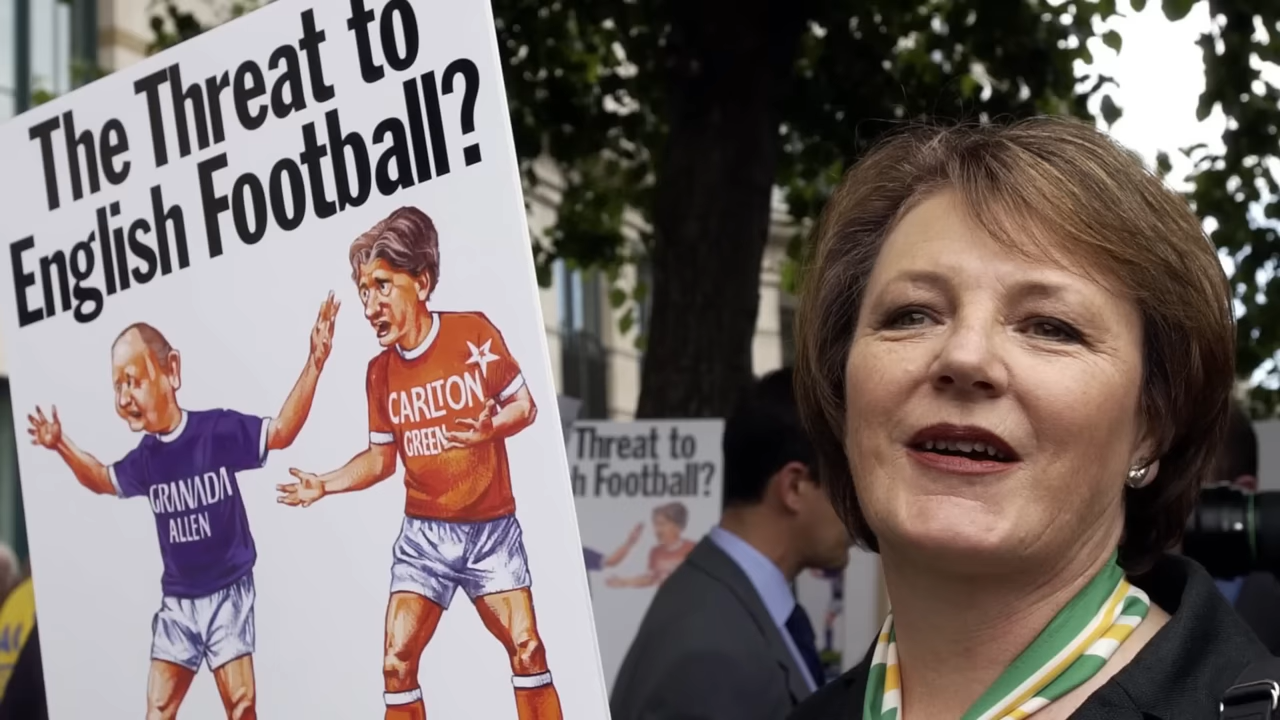 The Threat to
English Football?
CARLTON
GREEN
GRANADA
ALLEN
Threat to
h Football?